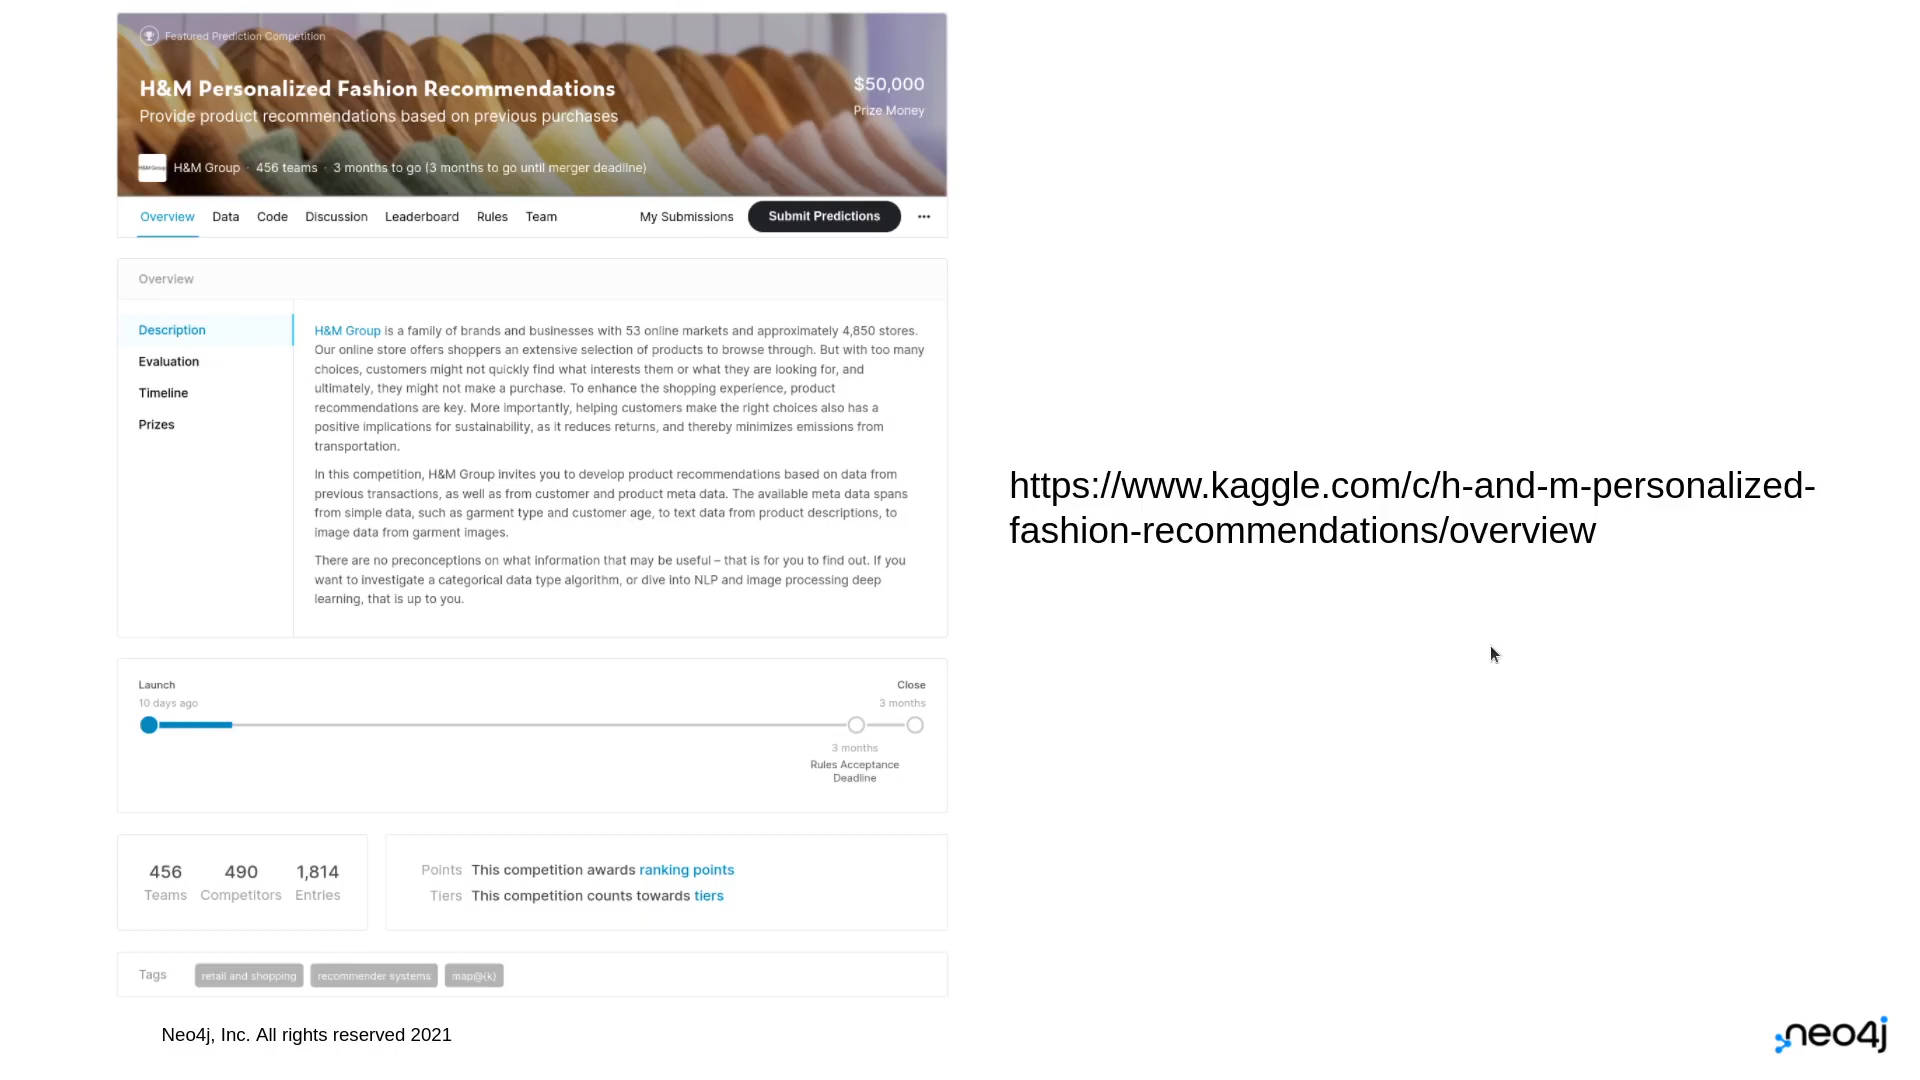 Featured Prediction Competition
H&M Personalized Fashion Recommendations
Provide product recommendations based on previous purchases
$50,000
Prize Money
H&M Group · 456 teams · 3 months to go (3 months to go until merger deadline)
Overview Data Code Discussion Leaderboard Rules Team My Submissions Submit Predictions ···
Overview
Description
Evaluation
Timeline
Prizes
H&M Group is a family of brands and businesses with 53 online markets and approximately 4,850 stores.
Our online store offers shoppers an extensive selection of products to browse through. But with too many
choices, customers might not quickly find what interests them or what they are looking for, and
ultimately, they might not make a purchase. To enhance the shopping experience, product
recommendations are key. More importantly, helping customers make the right choices also has a
positive implications for sustainability, as it reduces returns, and thereby minimizes emissions from
transportation.
In this competition, H&M Group invites you to develop product recommendations based on data from
previous transactions, as well as from customer and product meta data. The available meta data spans
from simple data, such as garment type and customer age, to text data from product descriptions, to
image data from garment images.
There are no preconceptions on what information that may be useful – that is for you to find out. If you
want to investigate a categorical data type algorithm, or dive into NLP and image processing deep
learning, that is up to you.
https://www.kaggle.com/c/h-and-m-personalized-
fashion-recommendations/overview
Launch
10 days ago
Close
3 months
3 months
Rules Acceptance
Deadline
456 490 1,814
Teams Competitors Entries
Points This competition awards ranking points
Tiers This competition counts towards tiers
Tags retail and shopping recommender systems map@{k}
Neo4j, Inc. All rights reserved 2021
neo4j